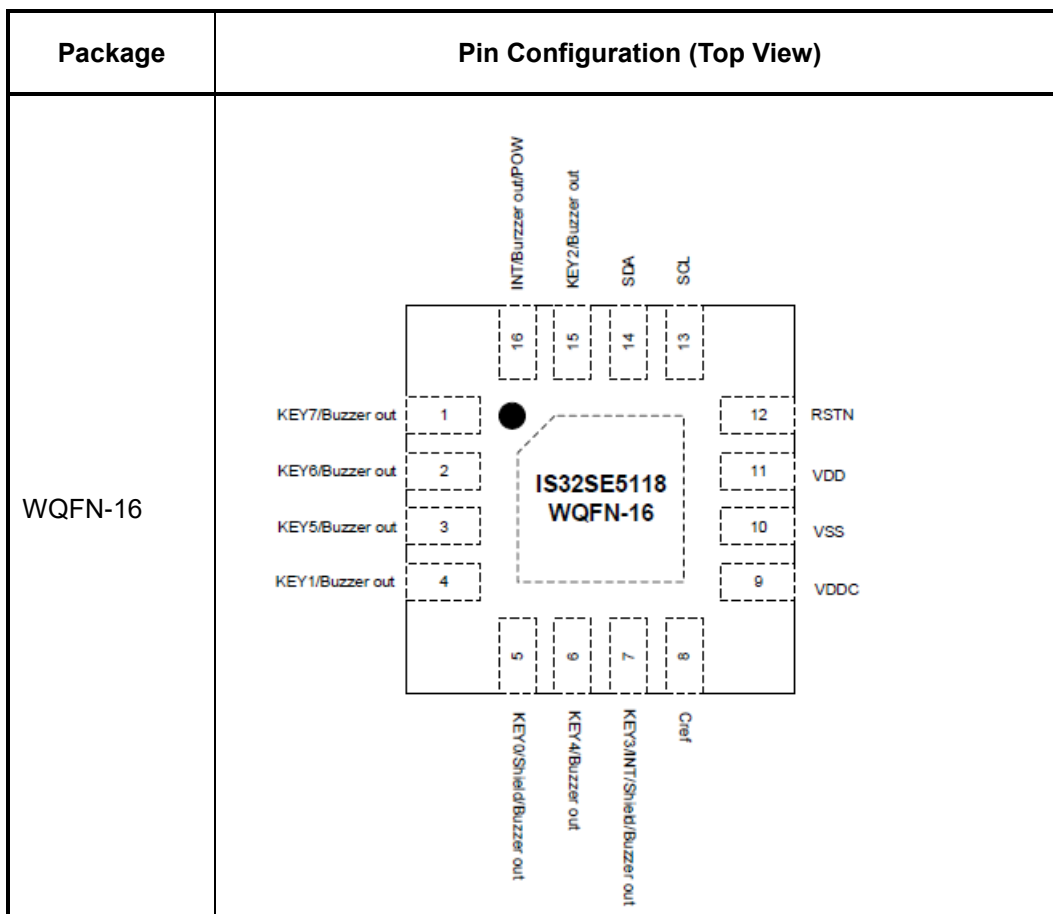 Package
Pin Configuration (Top View)
WQFN-16
INT/Burzzer out/POW
KEY2/Buzzer out
SDA
SCL
16
15
14
13
KEY7/Buzzer out
1
12
RSTN
KEY6/Buzzer out
2
11
VDD
KEY5/Buzzer out
3
10
VSS
KEY1/Buzzer out
4
9
VDDC
IS32SE5118
WQFN-16
5
6
7
8
KEY0/Shield/Buzzer out
KEY4/Buzzer out
KEY3/INT/Shield/Buzzer out
Cref